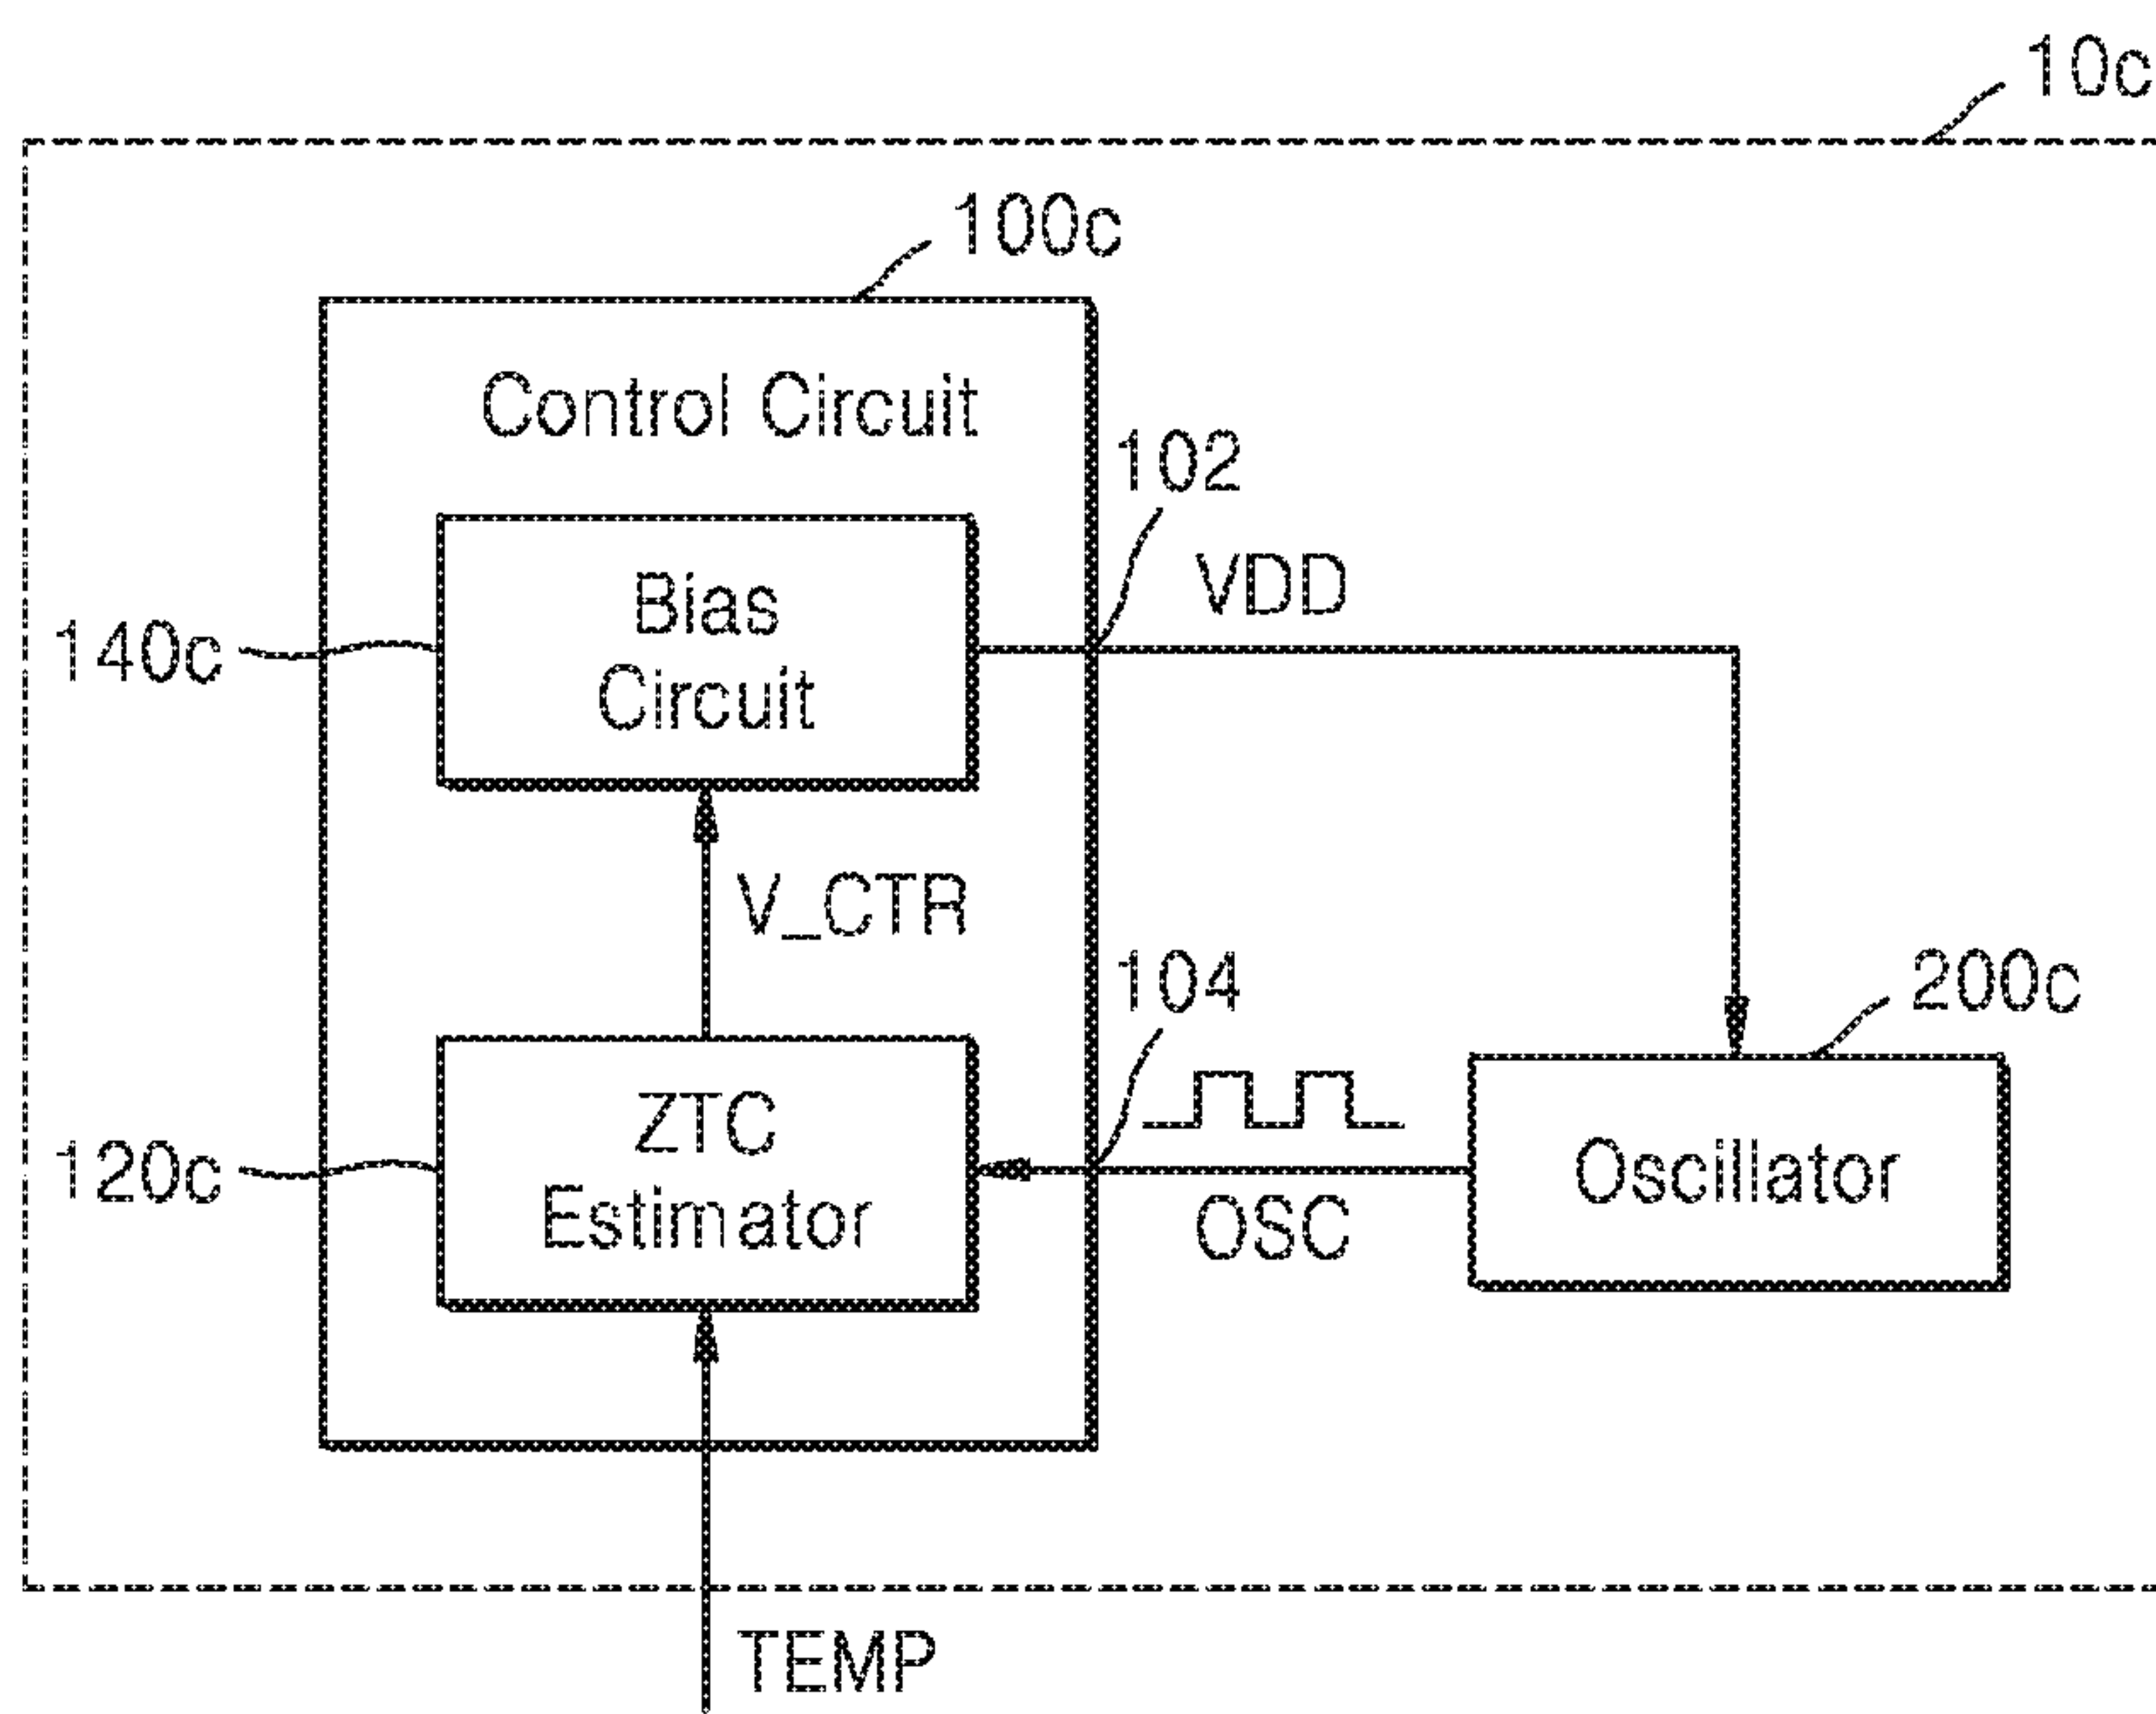 10c
100c
Control Circuit
102
Bias
Circuit
VDD
140c
V_CTR
104
200c
ZTC
Estimator
120c
OSC
Oscillator
TEMP